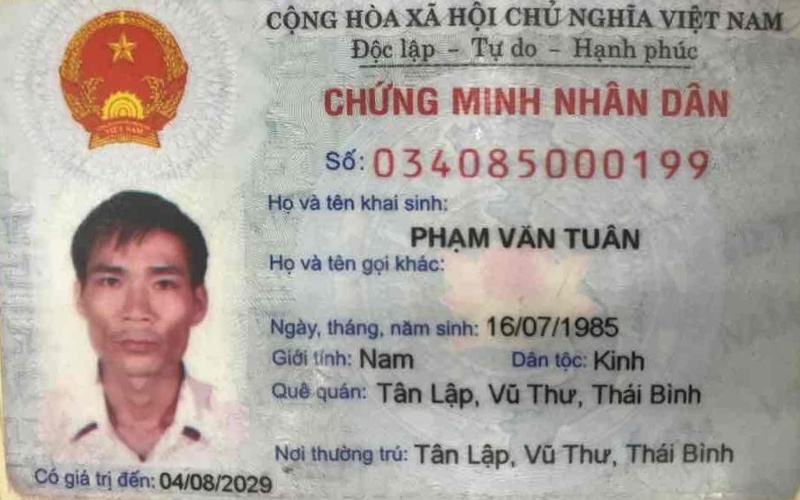 CỘNG HÒA XÃ HỘI CHỦ NGHĨA VIỆT NAM
Độc lập - Tự do - Hạnh phúc
CHỨNG MINH NHÂN DÂN
Số: 034085000199
Họ và tên khai sinh:
PHẠM VĂN TUÂN
Họ và tên gọi khác:
Ngày, tháng, năm sinh: 16/07/1985
Giới tính: Nam Dân tộc: Kinh
Quê quán: Tân Lập, Vũ Thư, Thái Bình
Nơi thường trú: Tân Lập, Vũ Thư, Thái Bình
Có giá trị đến: 04/08/2029